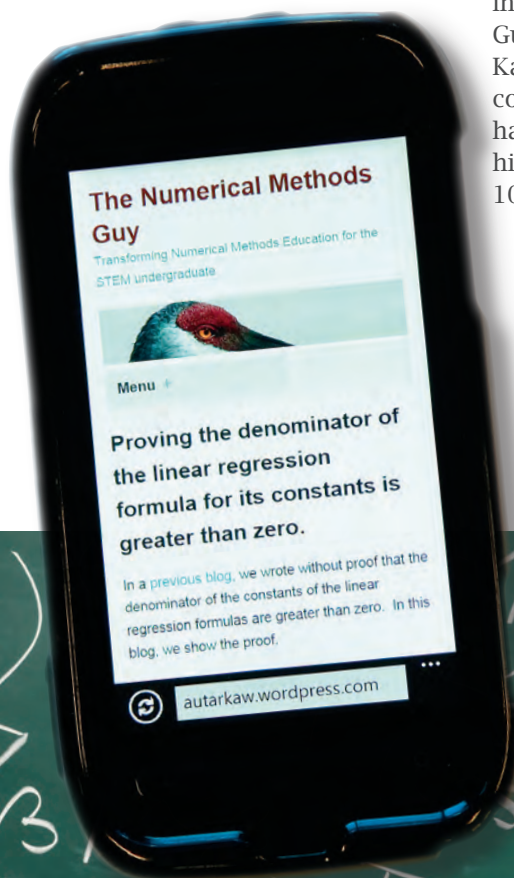 The Numerical Methods
Guy
Transforming Numerical Methods Education for the
STEM undergraduate
Menu +
Proving the denominator of
the linear regression
formula for its constants is
greater than zero.
In a previous blog, we wrote without proof that the
denominator of the constants of the linear
regression formulas are greater than zero. In this
blog, we show the proof.
autarkaw.wordpress.com